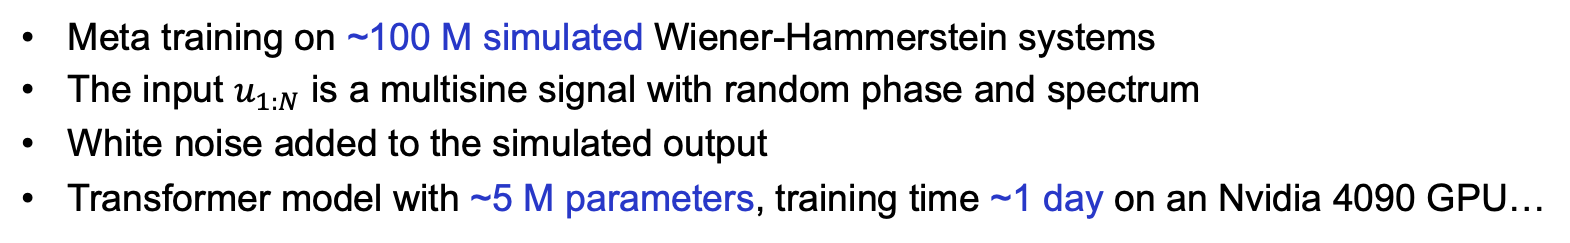 • Meta training on ~100 M simulated Wiener-Hammerstein systems
• The input u₁:N is a multisine signal with random phase and spectrum
• White noise added to the simulated output
• Transformer model with ~5 M parameters, training time ~1 day on an Nvidia 4090 GPU…